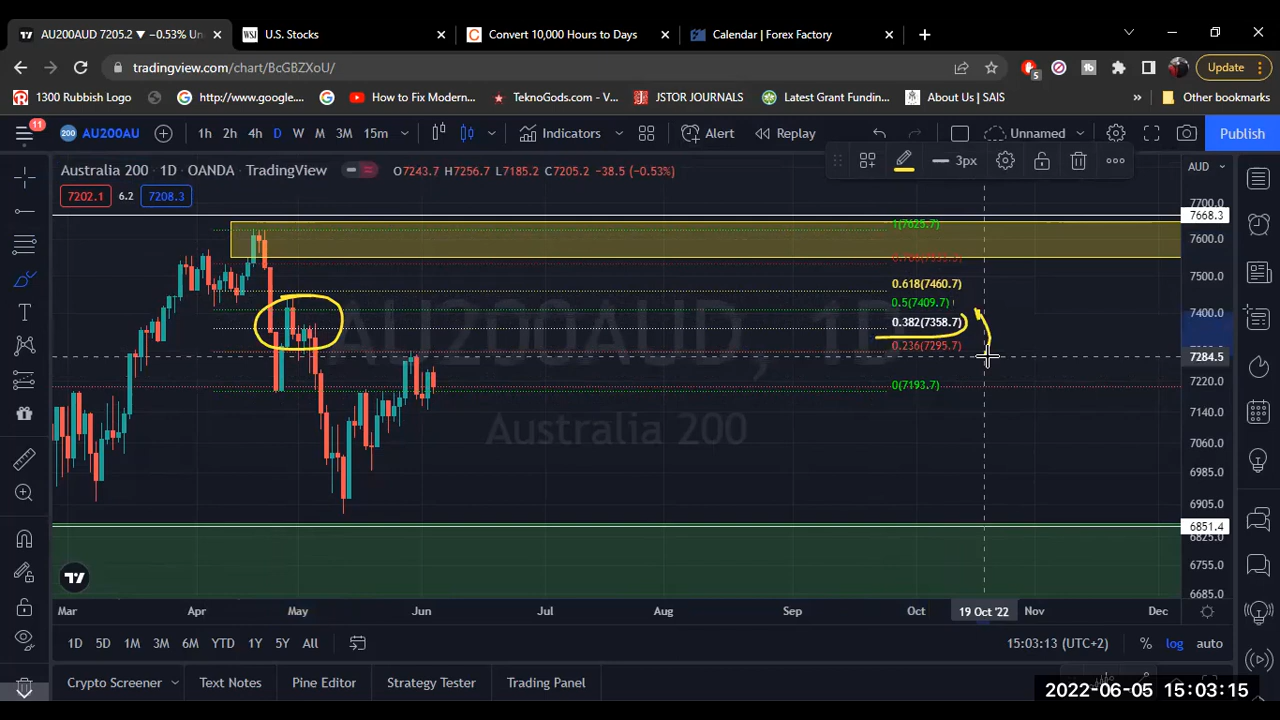 AU200AUD 7205.2 ▼ −0.53% Un
WSJ U.S. Stocks
Convert 10,000 Hours to Days
Calendar | Forex Factory
tradingview.com/chart/BcGBZXoU/
5
Update
1300 Rubbish Logo
http://www.google....
How to Fix Modern...
TeknoGods.com - V...
JSTOR JOURNALS
Latest Grant Fundin...
About Us | SAIS
Other bookmarks
11
200 AU200AU
1h 2h 4h D W M 3M 15m
Indicators
Alert
Replay
Unnamed
Publish
3px
Australia 200 · 1D · OANDA · TradingView
O7243.7 H7256.7 L7185.2 C7205.2 −38.5 (−0.53%)
AUD
7202.1 6.2 7208.3
7700.0
7668.3
1(7625.7)
7600.0
7500.0
0.618(7460.7)
0.5(7409.7)
7400.0
0.382(7358.7)
0.236(7295.7)
7284.5
0(7193.7)
7220.0
7140.0
7060.0
6985.0
6905.0
6851.4
6825.0
6755.0
6685.0
AU200AUD, 1D
Australia 200
Mar Apr May Jun Jul Aug Sep Oct 19 Oct '22 Nov Dec
1D 5D 1M 3M 6M YTD 1Y 5Y All
15:03:13 (UTC+2) % log auto
Crypto Screener Text Notes Pine Editor Strategy Tester Trading Panel
2022-06-05 15:03:15